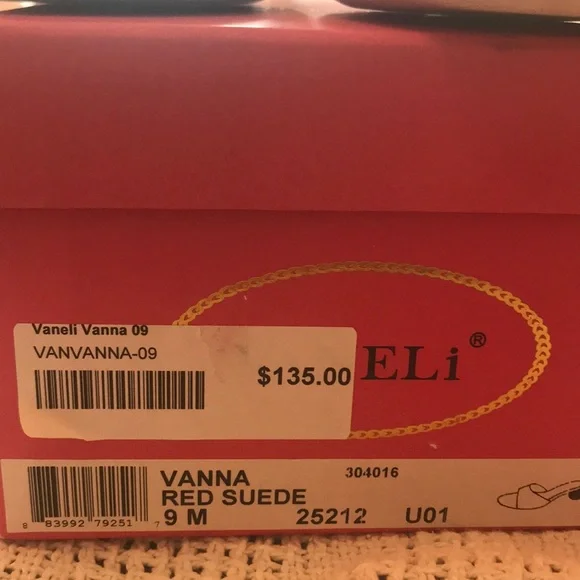 Vaneli Vanna 09
VANVANNA-09
$135.00
ELi®
VANNA
304016
RED SUEDE
9 M 25212 U01
8 83992 79251 7